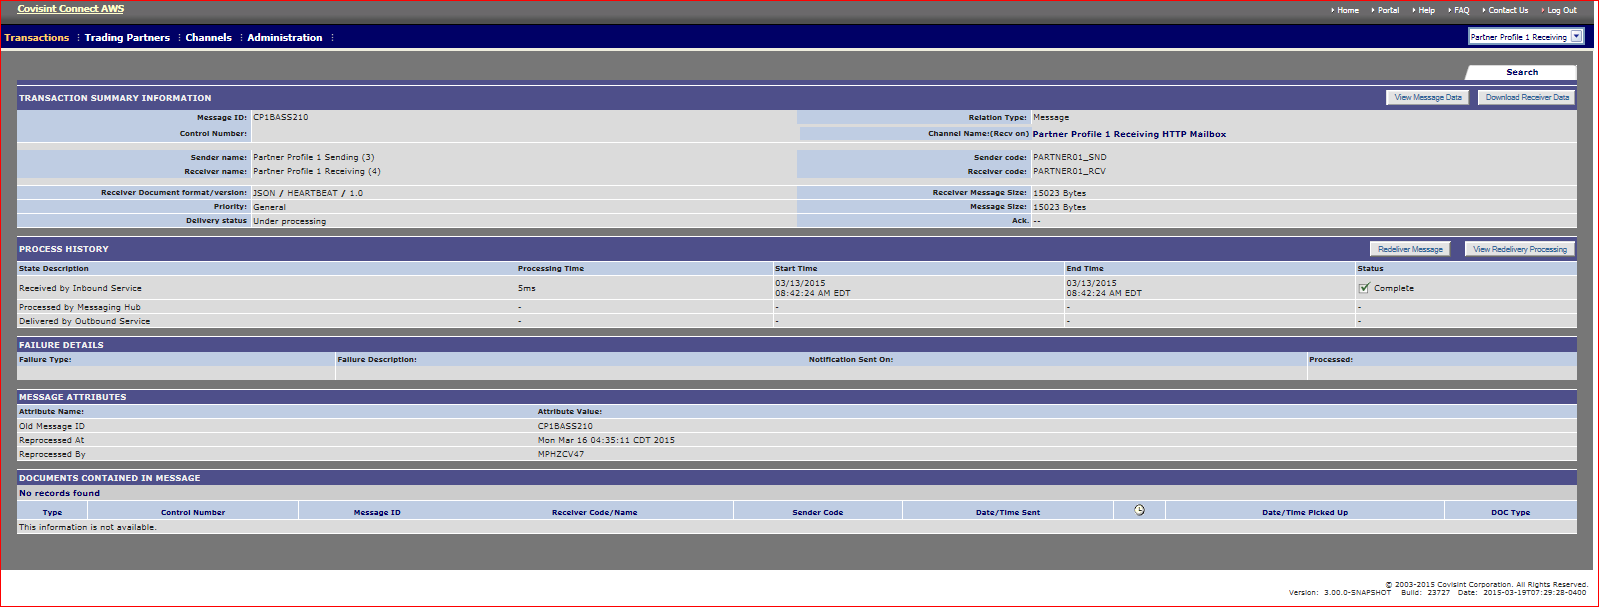 Covisint Connect AWS
Home Portal Help FAQ Contact Us Log Out
Transactions Trading Partners Channels Administration
Partner Profile 1 Receiving
Search
TRANSACTION SUMMARY INFORMATION View Message Data Download Receiver Data
Message ID: CP1BASS210 Relation Type: Message
Control Number: Channel Name:(Recv on) Partner Profile 1 Receiving HTTP Mailbox
Sender name: Partner Profile 1 Sending (3) Sender code: PARTNER01_SND
Receiver name: Partner Profile 1 Receiving (4) Receiver code: PARTNER01_RCV
Receiver Document format/version: JSON / HEARTBEAT / 1.0 Receiver Message Size: 15023 Bytes
Priority: General Message Size: 15023 Bytes
Delivery status Under processing Ack. --
PROCESS HISTORY Redeliver Message View Redelivery Processing
State Description Processing Time Start Time End Time Status
Received by Inbound Service 5ms 03/13/2015 08:42:24 AM EDT 03/13/2015 08:42:24 AM EDT Complete
Processed by Messaging Hub - - - -
Delivered by Outbound Service - - - -
FAILURE DETAILS
Failure Type: Failure Description: Notification Sent On: Processed:
MESSAGE ATTRIBUTES
Attribute Name: Attribute Value:
Old Message ID CP1BASS210
Reprocessed At Mon Mar 16 04:35:11 CDT 2015
Reprocessed By MPHZCV47
DOCUMENTS CONTAINED IN MESSAGE
No records found
Type Control Number Message ID Receiver Code/Name Sender Code Date/Time Sent Date/Time Picked Up DOC Type
This information is not available.
© 2003-2015 Covisint Corporation. All Rights Reserved.
Version: 3.00.0-SNAPSHOT Build: 23727 Date: 2015-03-19T07:29:28-0400